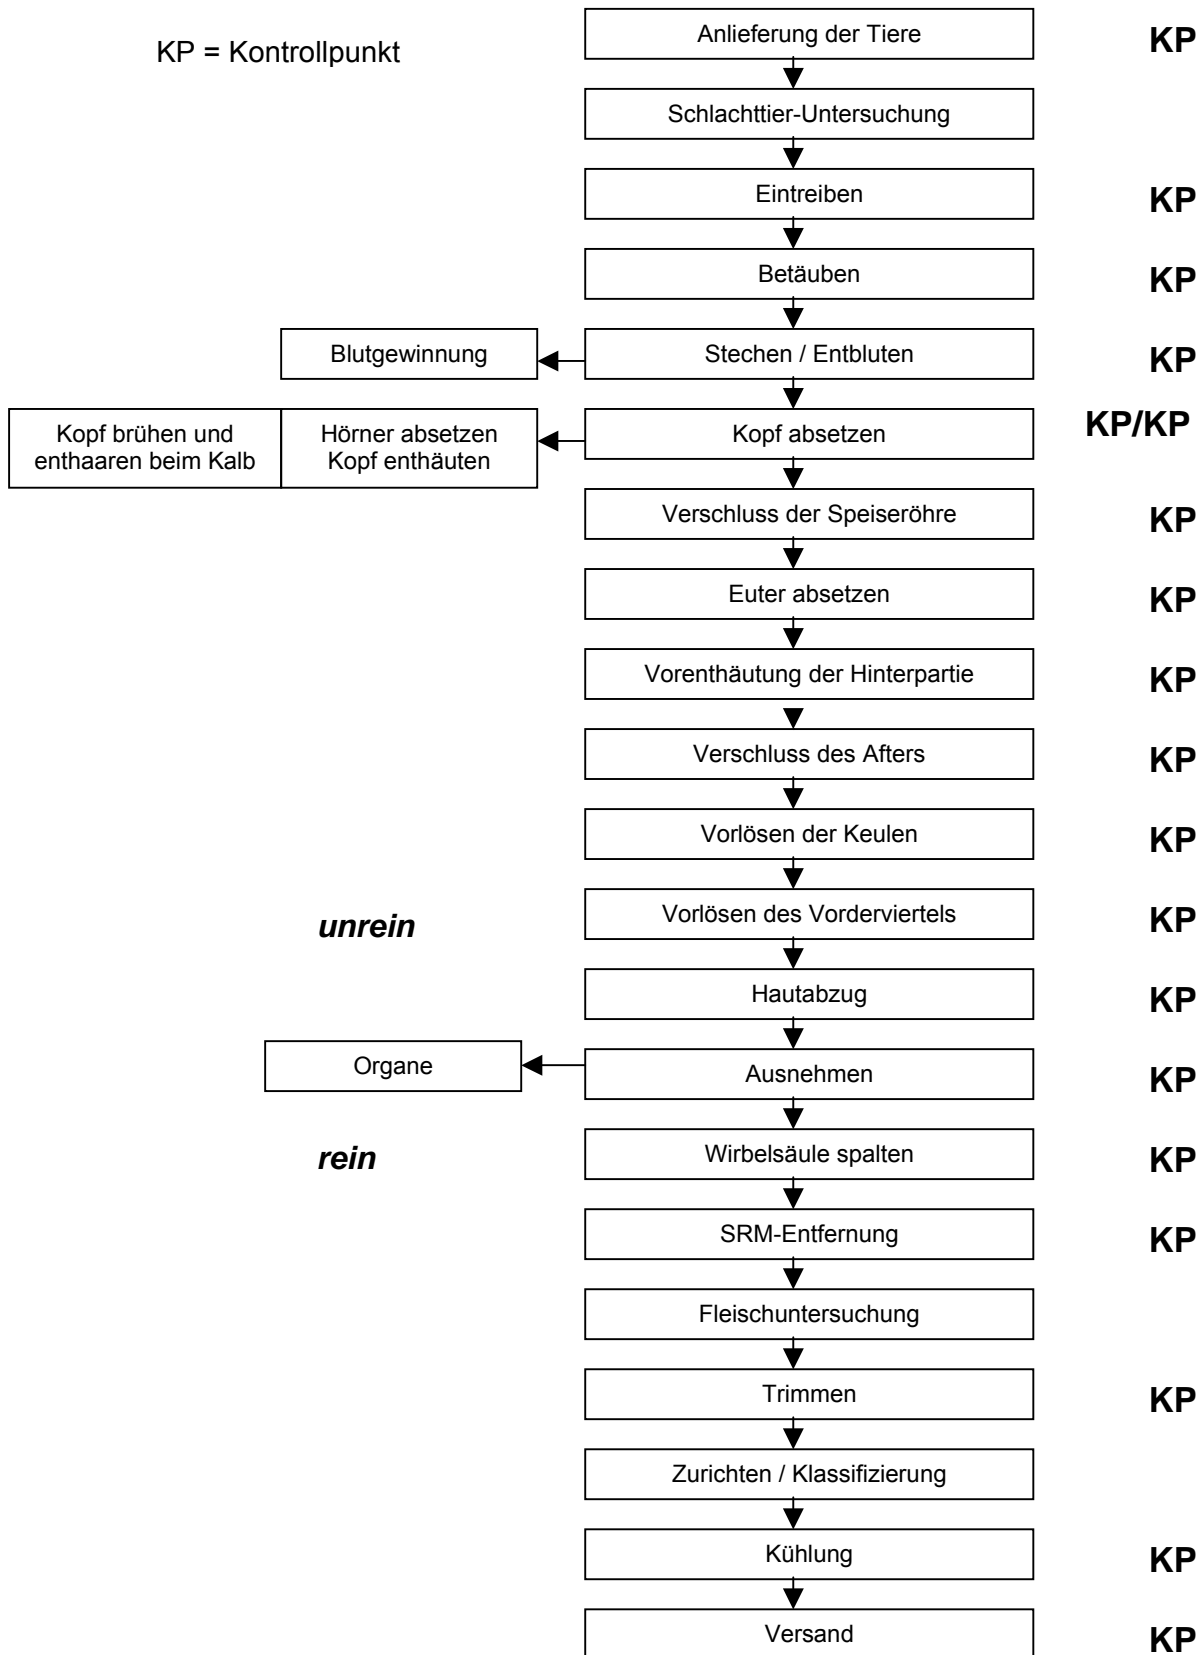 KP = Kontrollpunkt
Anlieferung der Tiere
KP
Schlachttier-Untersuchung
Eintreiben
KP
Betäuben
KP
Blutgewinnung
Stechen / Entbluten
KP
Kopf brühen und
enthaaren beim Kalb
Hörner absetzen
Kopf enthäuten
Kopf absetzen
KP/KP
Verschluss der Speiseröhre
KP
Euter absetzen
KP
Vorenthäutung der Hinterpartie
KP
Verschluss des Afters
KP
Vorlösen der Keulen
KP
unrein
Vorlösen des Vorderviertels
KP
Hautabzug
KP
Organe
Ausnehmen
KP
rein
Wirbelsäule spalten
KP
SRM-Entfernung
KP
Fleischuntersuchung
Trimmen
KP
Zurichten / Klassifizierung
Kühlung
KP
Versand
KP